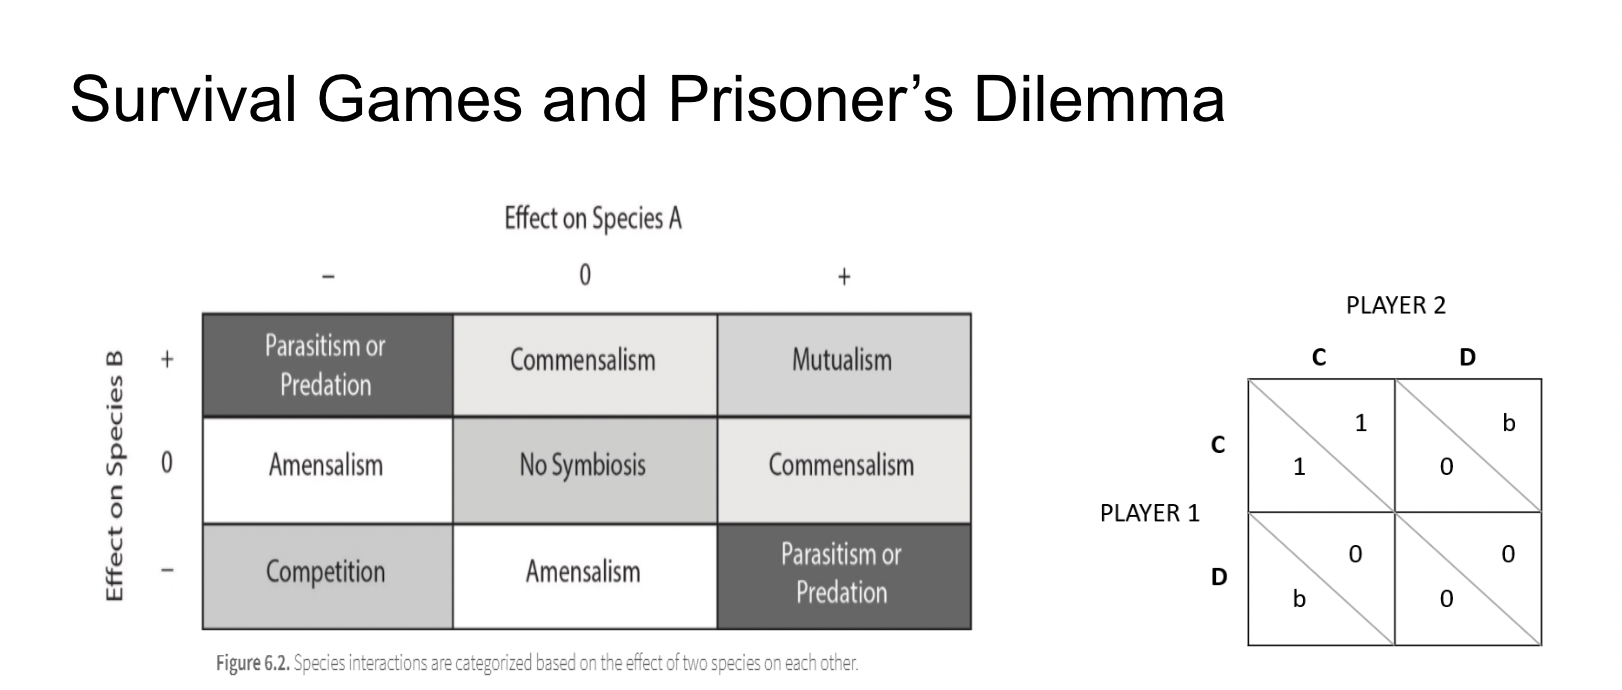 Survival Games and Prisoner’s Dilemma
Effect on Species A
– 0 +
Effect on Species B
+
Parasitism or
Predation
Commensalism
Mutualism
0
Amensalism
No Symbiosis
Commensalism
–
Competition
Amensalism
Parasitism or
Predation
Figure 6.2. Species interactions are categorized based on the effect of two species on each other.
PLAYER 2
C D
PLAYER 1
C
1
1
b
0
D
0
b
0
0